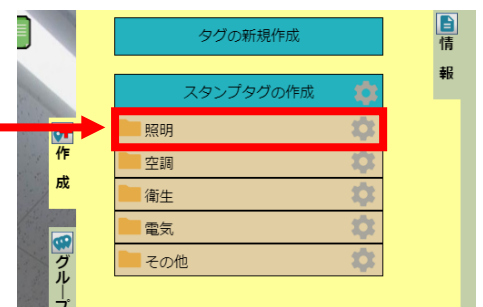 タグの新規作成
スタンプタグの作成
照明
空調
衛生
電気
その他
作成
グループ
情報